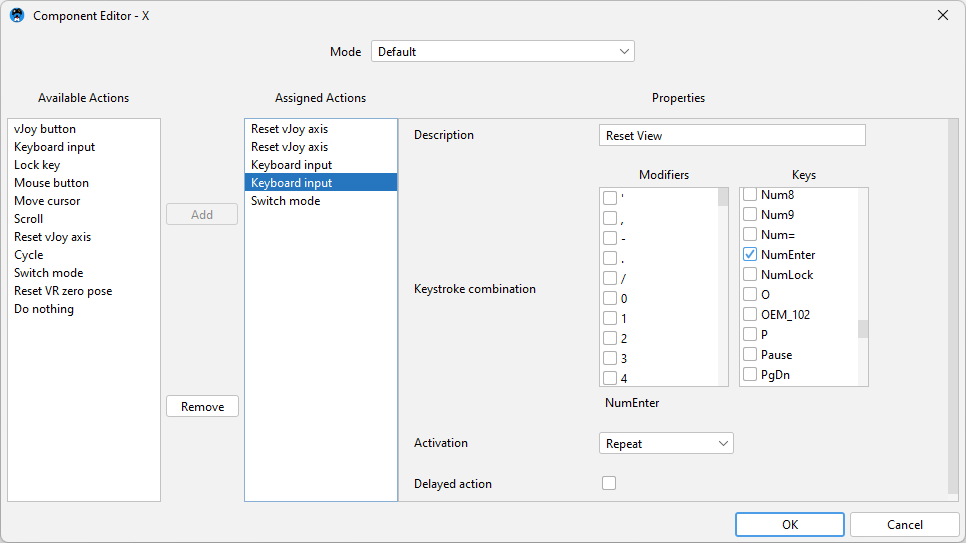 Component Editor - X
Mode
Default
Available Actions
vJoy button
Keyboard input
Lock key
Mouse button
Move cursor
Scroll
Reset vJoy axis
Cycle
Switch mode
Reset VR zero pose
Do nothing
Add
Remove
Assigned Actions
Reset vJoy axis
Reset vJoy axis
Keyboard input
Keyboard input
Switch mode
Properties
Description
Reset View
Keystroke combination
Modifiers
'
,
-
.
/
0
1
2
3
4
Keys
Num8
Num9
Num=
NumEnter
NumLock
O
OEM_102
P
Pause
PgDn
NumEnter
Activation
Repeat
Delayed action
OK
Cancel